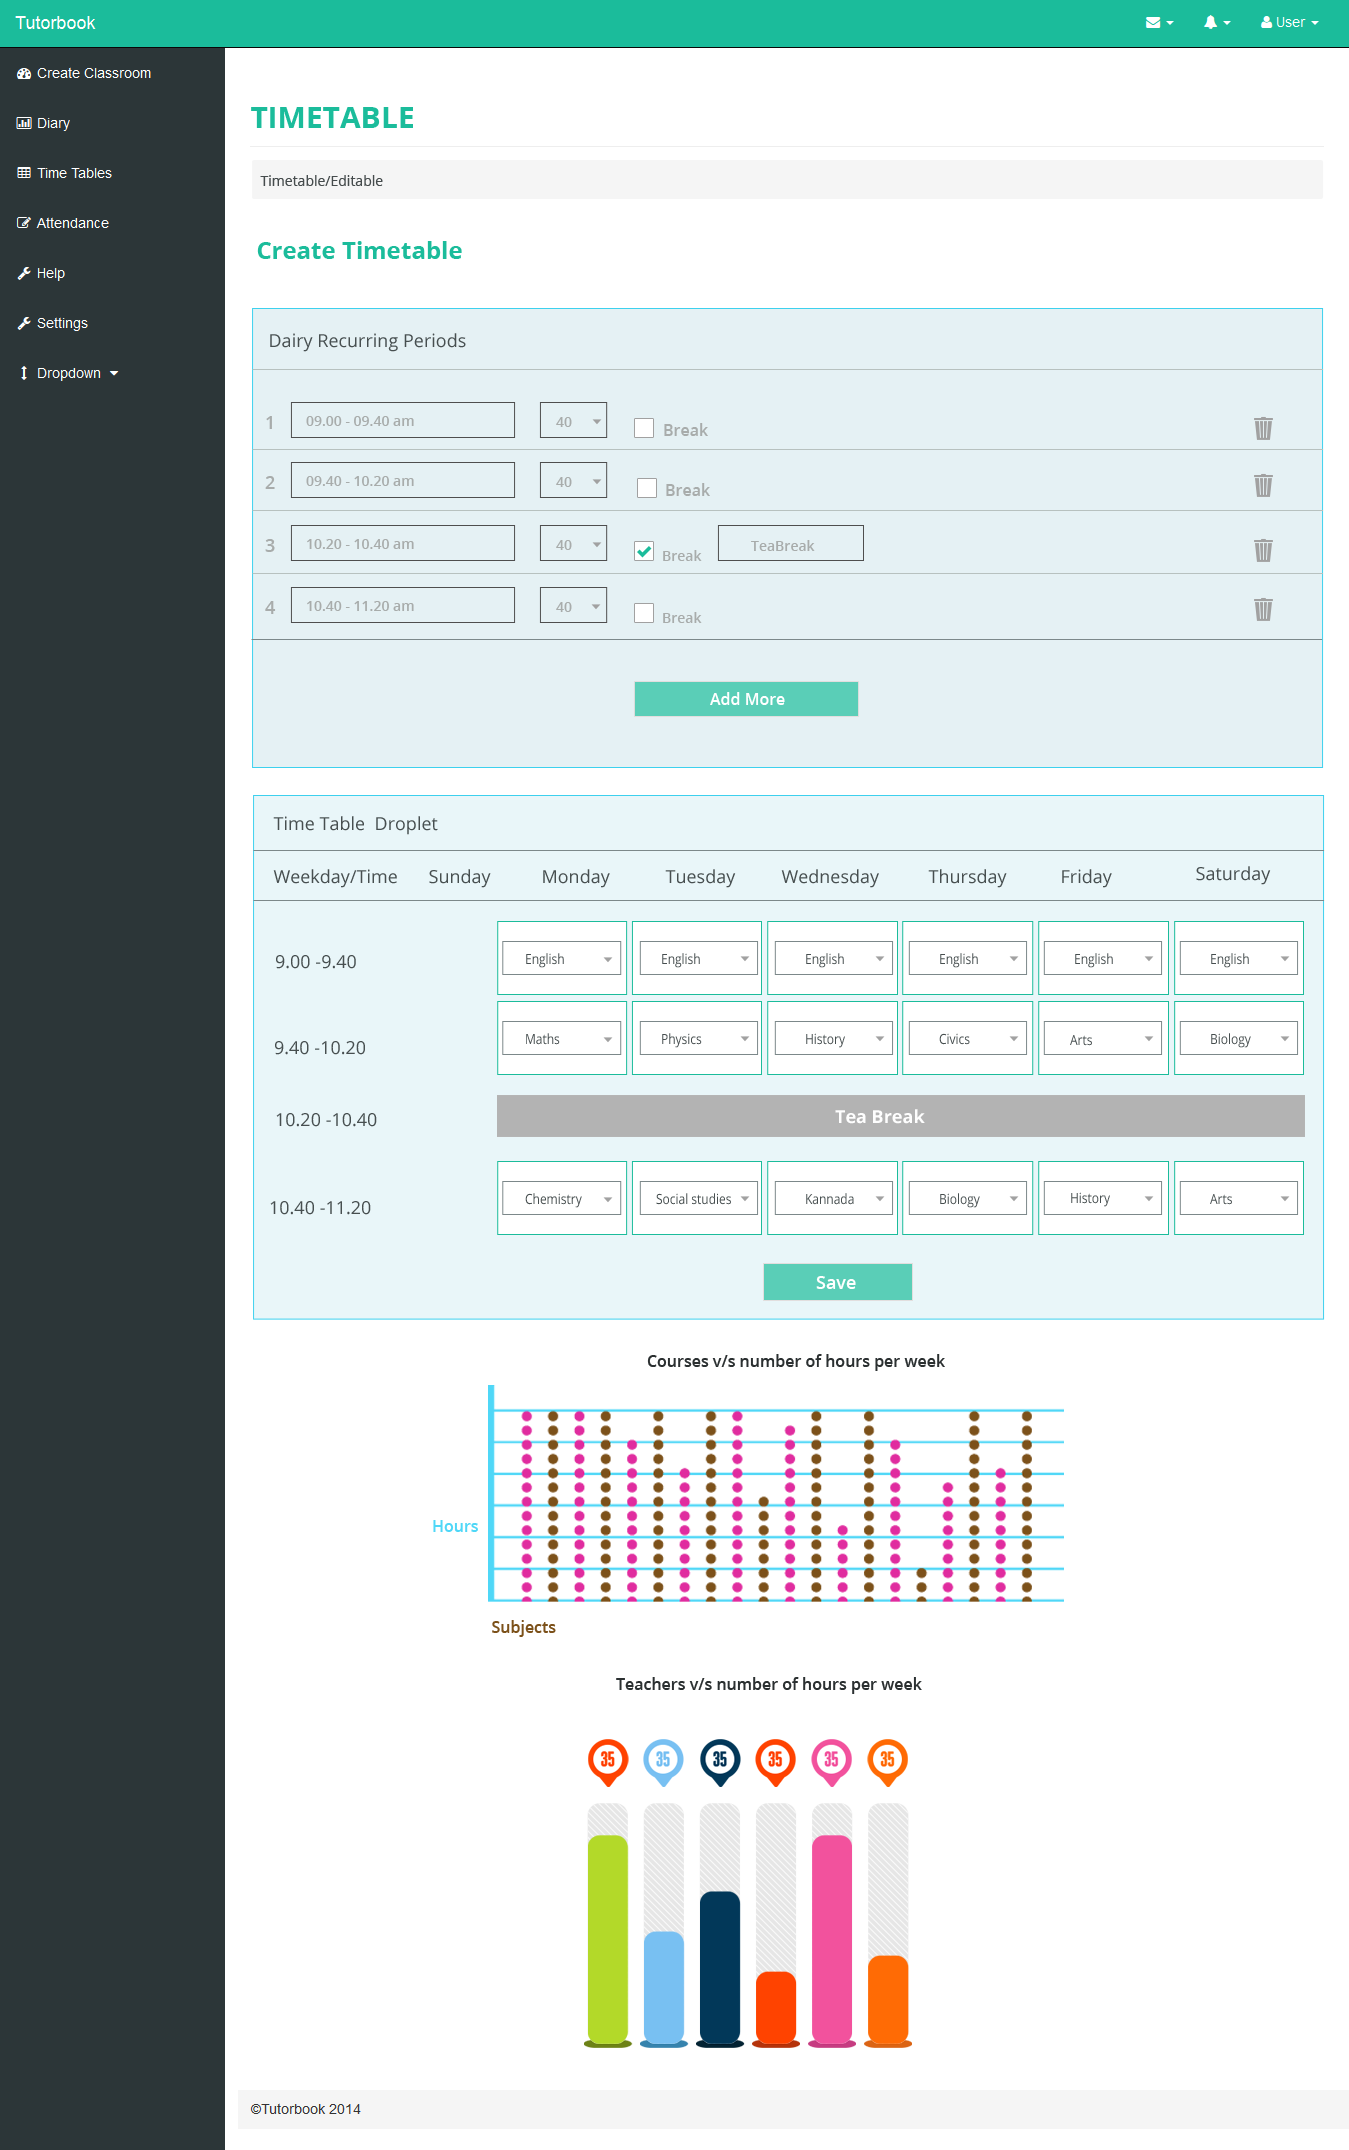 Tutorbook
User
Create Classroom
Diary
Time Tables
Attendance
Help
Settings
Dropdown
TIMETABLE
Timetable/Editable
Create Timetable
Dairy Recurring Periods
1 09.00 - 09.40 am 40 Break
2 09.40 - 10.20 am 40 Break
3 10.20 - 10.40 am 40 Break TeaBreak
4 10.40 - 11.20 am 40 Break
Add More
Time Table Droplet
Weekday/Time Sunday Monday Tuesday Wednesday Thursday Friday Saturday
9.00 -9.40 English English English English English English
9.40 -10.20 Maths Physics History Civics Arts Biology
10.20 -10.40 Tea Break
10.40 -11.20 Chemistry Social studies Kannada Biology History Arts
Save
Courses v/s number of hours per week
Hours
Subjects
Teachers v/s number of hours per week
35 35 35 35 35 35
©Tutorbook 2014